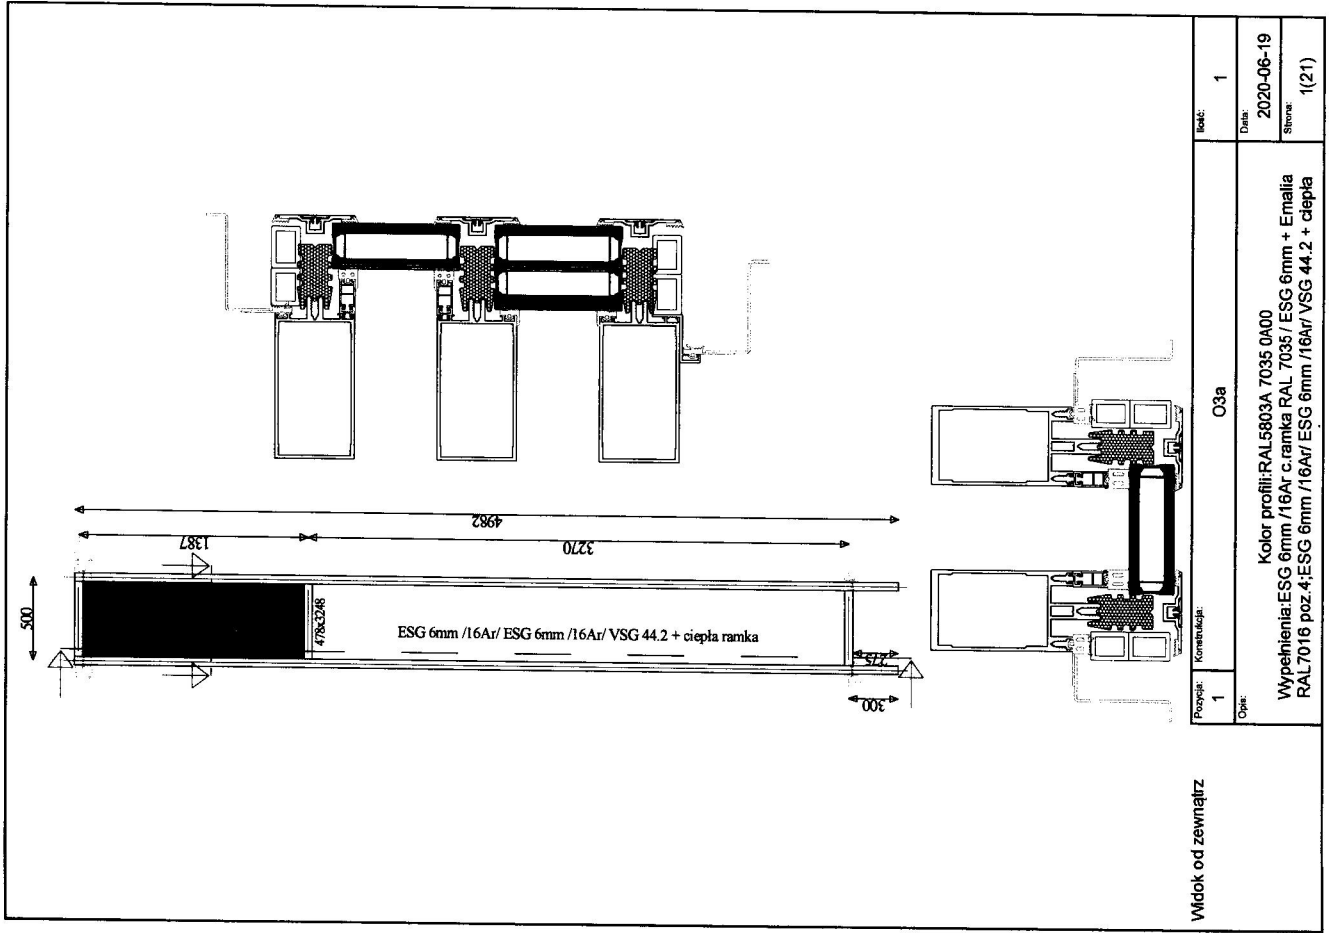 500
1387
4982
3270
478x3248
ESG 6mm /16Ar/ ESG 6mm /16Ar/ VSG 44.2 + ciepła ramka
275
300
Widok od zewnątrz
Pozycja:
1
Konstrukcja:
O3a
Ilość:
1
Opis:
Kolor profili:RAL5803A 7035 0A00
Wypełnienia:ESG 6mm /16Ar c.ramka RAL 7035 / ESG 6mm + Emalia
RAL7016 poz.4;ESG 6mm /16Ar/ ESG 6mm /16Ar/ VSG 44.2 + ciepła
Data:
2020-06-19
Strona:
1(21)